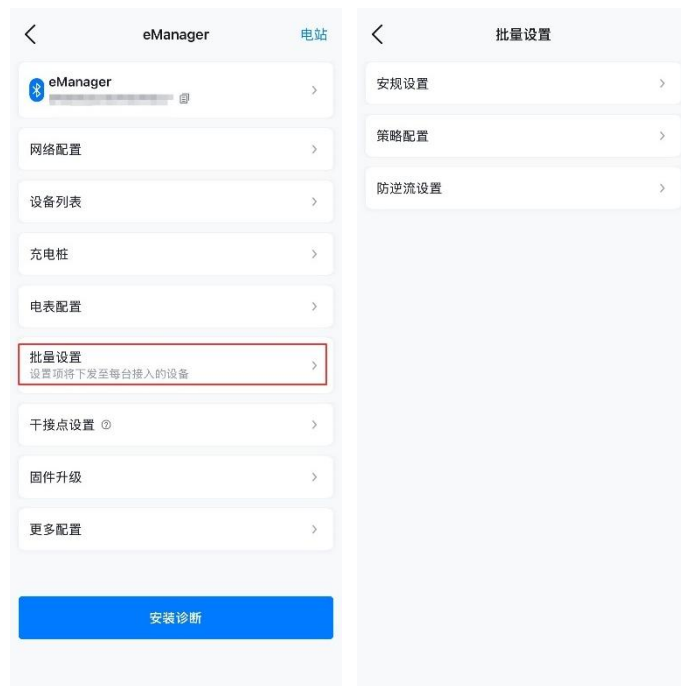 eManager
电站
eManager
网络配置
设备列表
充电桩
电表配置
批量设置
设置项将下发至每台接入的设备
干接点设置
固件升级
更多配置
安装诊断
批量设置
安规设置
策略配置
防逆流设置